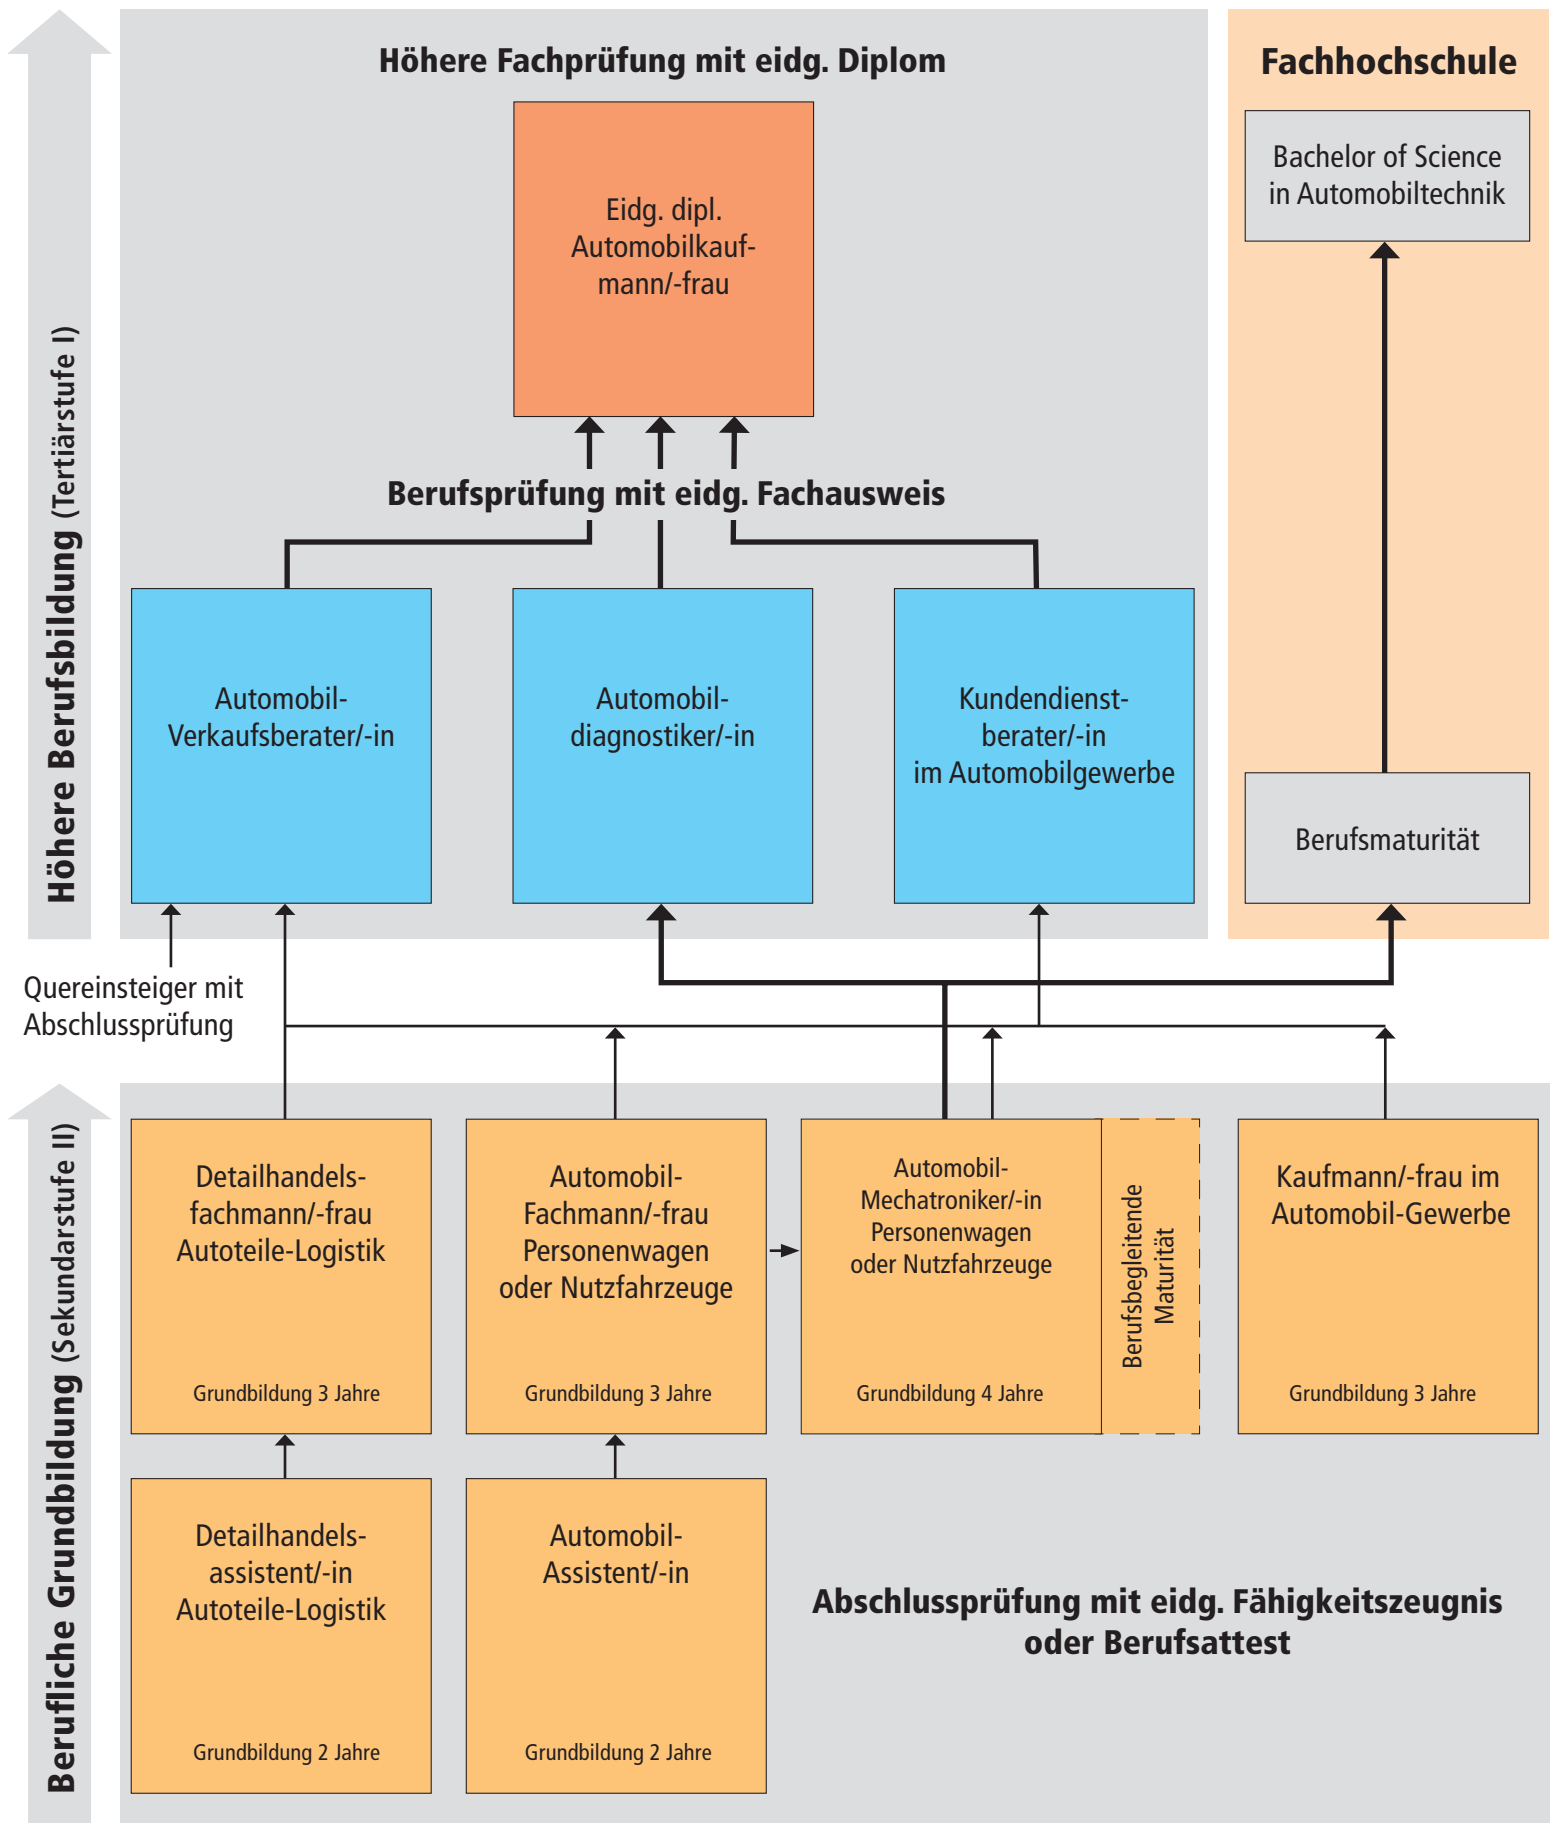 Höhere Fachprüfung mit eidg. Diplom
Fachhochschule
Eidg. dipl.
Automobilkauf-
mann/-frau
Bachelor of Science
in Automobiltechnik
Höhere Berufsbildung (Tertiärstufe I)
Berufsprüfung mit eidg. Fachausweis
Automobil-
Verkaufsberater/-in
Automobil-
diagnostiker/-in
Kundendienst-
berater/-in
im Automobilgewerbe
Berufsmaturität
Quereinsteiger mit
Abschlussprüfung
Berufliche Grundbildung (Sekundarstufe II)
Detailhandels-
fachmann/-frau
Autoteile-Logistik
Grundbildung 3 Jahre
Automobil-
Fachmann/-frau
Personenwagen
oder Nutzfahrzeuge
Grundbildung 3 Jahre
Automobil-
Mechatroniker/-in
Personenwagen
oder Nutzfahrzeuge
Grundbildung 4 Jahre
Berufsbegleitende
Maturität
Kaufmann/-frau im
Automobil-Gewerbe
Grundbildung 3 Jahre
Detailhandels-
assistent/-in
Autoteile-Logistik
Grundbildung 2 Jahre
Automobil-
Assistent/-in
Grundbildung 2 Jahre
Abschlussprüfung mit eidg. Fähigkeitszeugnis
oder Berufsattest